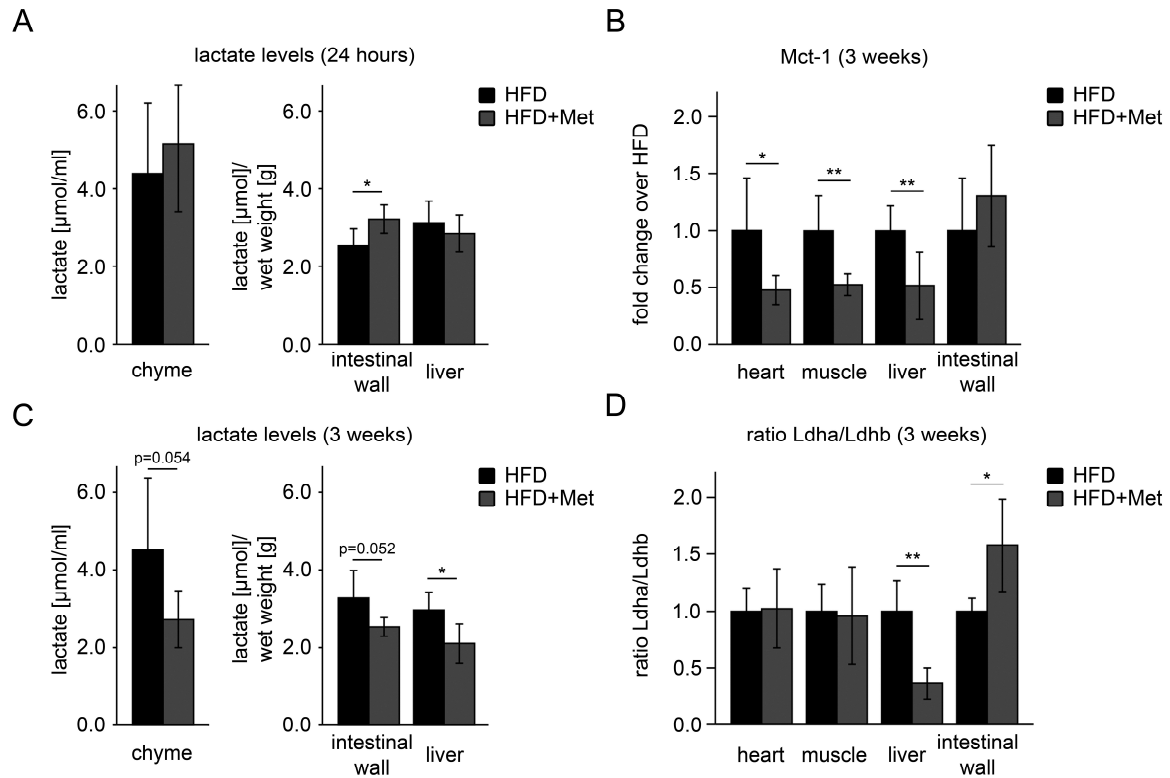 A
lactate levels (24 hours)
HFD
HFD+Met
lactate [µmol/ml]
6.0
4.0
2.0
0.0
chyme
lactate [µmol]/
wet weight [g]
6.0
4.0
2.0
0.0
*
intestinal
wall
liver
B
Mct-1 (3 weeks)
HFD
HFD+Met
fold change over HFD
2.0
1.5
1.0
0.5
0.0
*
**
**
heart
muscle
liver
intestinal
wall
C
lactate levels (3 weeks)
HFD
HFD+Met
p=0.054
lactate [µmol/ml]
6.0
4.0
2.0
0.0
chyme
lactate [µmol]/
wet weight [g]
6.0
4.0
2.0
0.0
p=0.052
*
intestinal
wall
liver
D
ratio Ldha/Ldhb (3 weeks)
HFD
HFD+Met
ratio Ldha/Ldhb
2.0
1.5
1.0
0.5
0.0
**
*
heart
muscle
liver
intestinal
wall